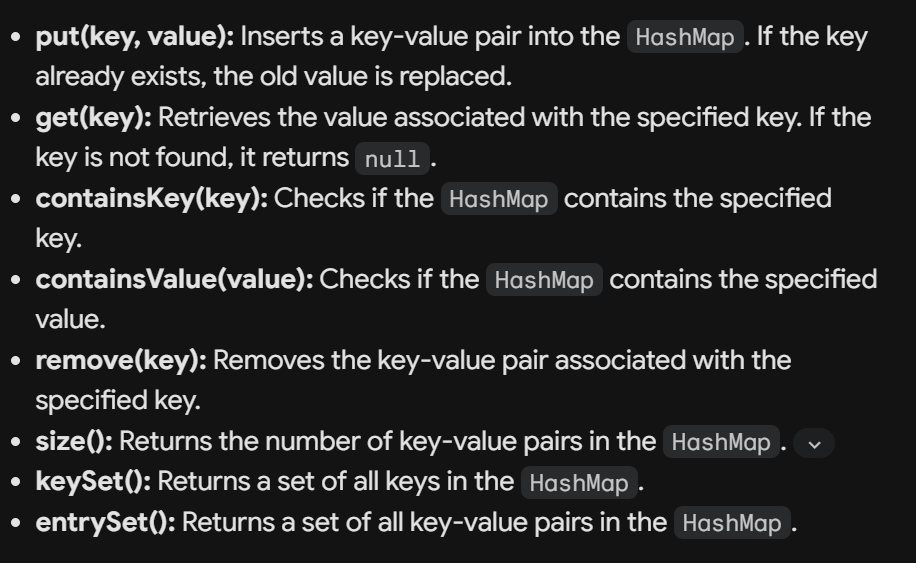 • put(key, value): Inserts a key-value pair into the HashMap. If the key
already exists, the old value is replaced.
• get(key): Retrieves the value associated with the specified key. If the
key is not found, it returns null.
• containsKey(key): Checks if the HashMap contains the specified
key.
• containsValue(value): Checks if the HashMap contains the specified
value.
• remove(key): Removes the key-value pair associated with the
specified key.
• size(): Returns the number of key-value pairs in the HashMap.
• keySet(): Returns a set of all keys in the HashMap.
• entrySet(): Returns a set of all key-value pairs in the HashMap.